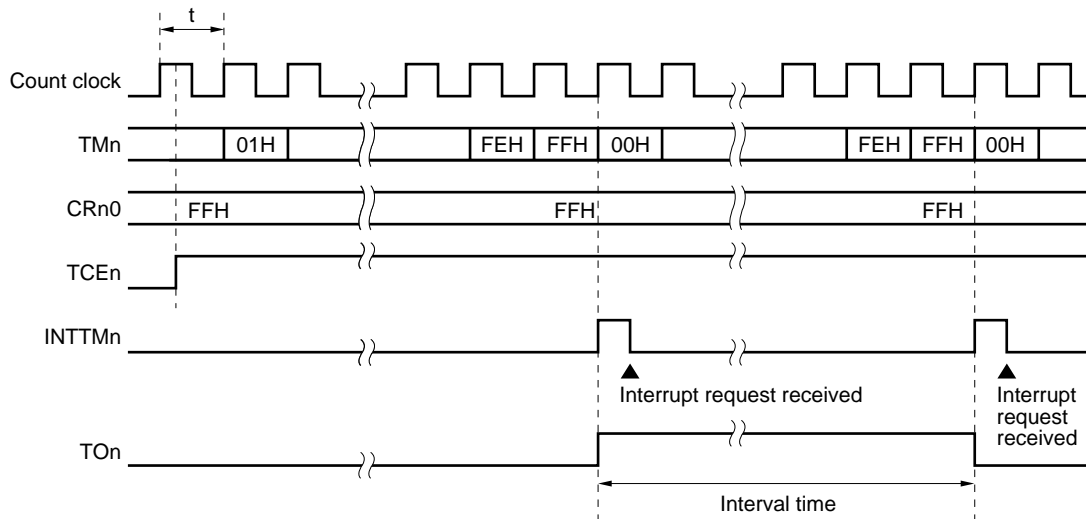 t
Count clock
TMn
01H
FEH
FFH
00H
FEH
FFH
00H
CRn0
FFH
FFH
FFH
TCEn
INTTMn
Interrupt request received
Interrupt
request
received
TOn
Interval time